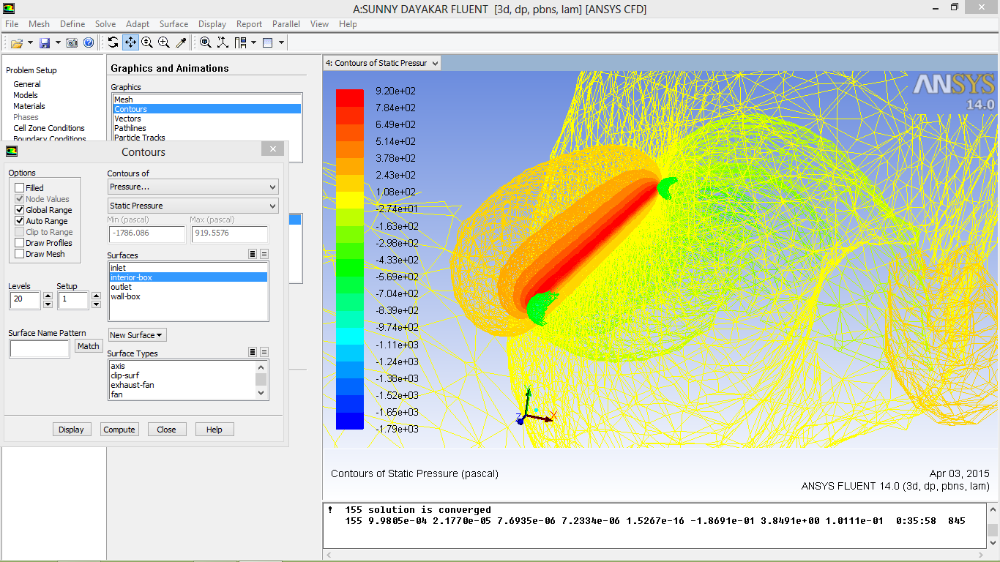 A:SUNNY DAYAKAR FLUENT [3d, dp, pbns, lam] [ANSYS CFD]
File Mesh Define Solve Adapt Surface Display Report Parallel View Help
Problem Setup
General
Models
Materials
Phases
Cell Zone Conditions
Boundary Conditions
Graphics and Animations
Graphics
Mesh
Contours
Vectors
Pathlines
Particle Tracks
Contours
Options
Filled
Node Values
Global Range
Auto Range
Clip to Range
Draw Profiles
Draw Mesh
Levels
20
Setup
1
Surface Name Pattern
Match
Contours of
Pressure...
Static Pressure
Min (pascal)
Max (pascal)
-1786.086
919.5576
Surfaces
inlet
interior-box
outlet
wall-box
New Surface
Surface Types
axis
clip-surf
exhaust-fan
fan
Display Compute Close Help
4: Contours of Static Pressur
9.20e+02
7.84e+02
6.49e+02
5.14e+02
3.78e+02
2.43e+02
1.08e+02
-2.74e+01
-1.63e+02
-2.98e+02
-4.33e+02
-5.69e+02
-7.04e+02
-8.39e+02
-9.74e+02
-1.11e+03
-1.24e+03
-1.38e+03
-1.52e+03
-1.65e+03
-1.79e+03
ANSYS
14.0
Y
Z
X
Contours of Static Pressure (pascal)
Apr 03, 2015
ANSYS FLUENT 14.0 (3d, dp, pbns, lam)
! 155 solution is converged
155 9.9805e-04 2.1770e-05 7.6935e-06 7.2334e-06 1.5267e-16 -1.8691e-01 3.8491e+00 1.0111e-01 0:35:58 845